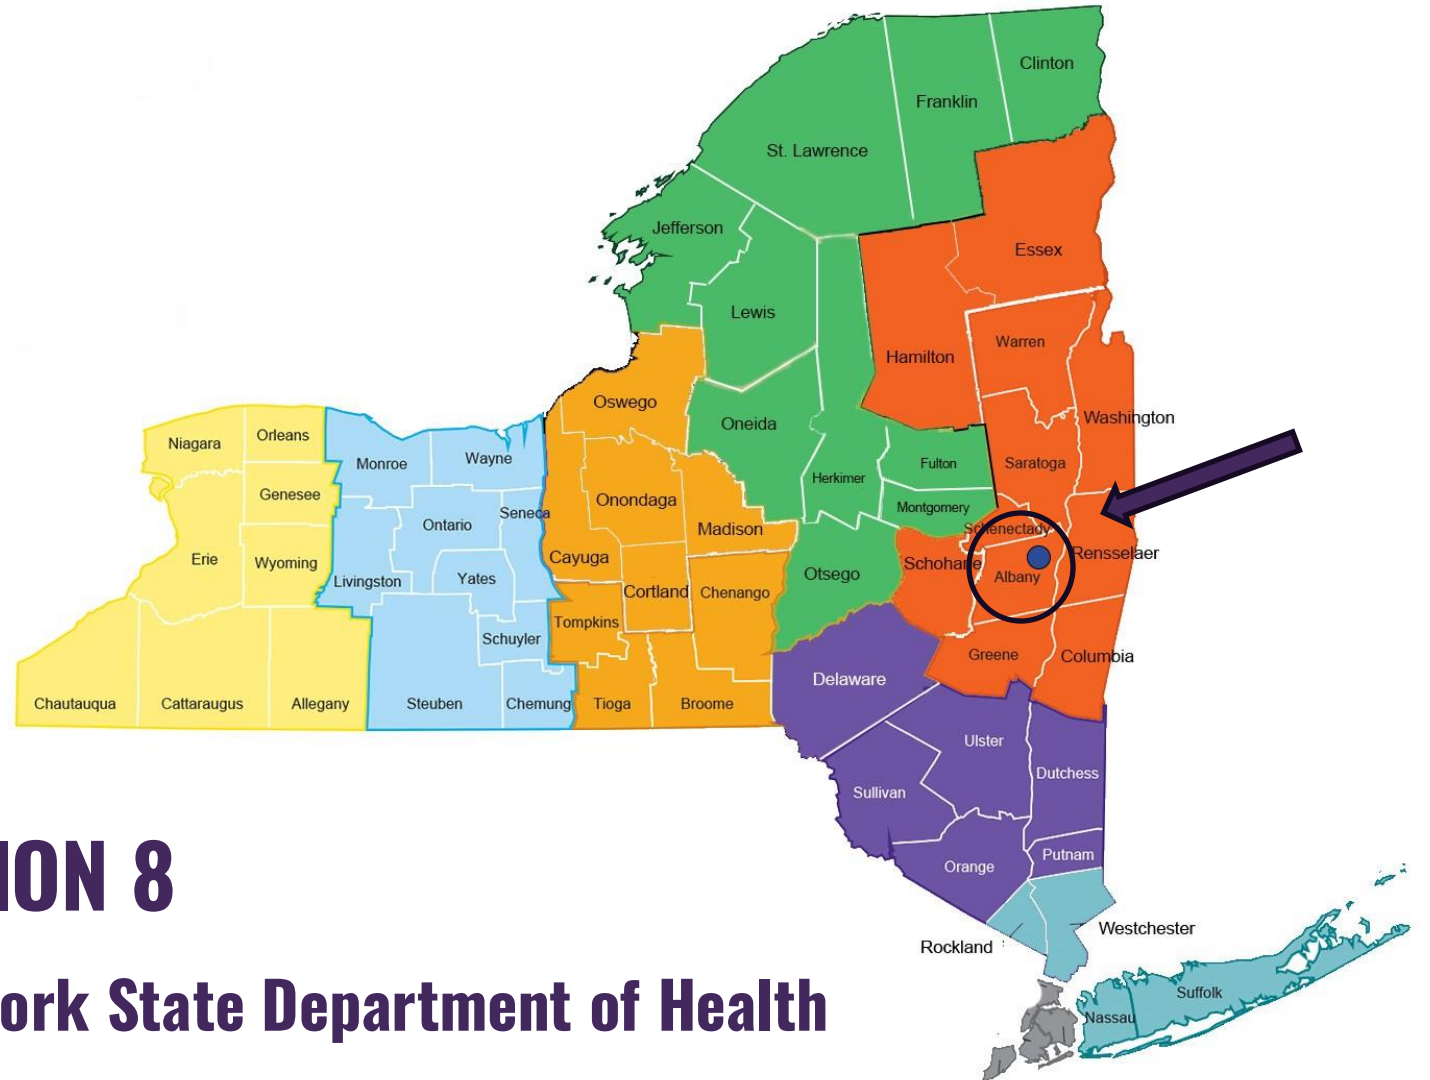 Clinton
Franklin
St. Lawrence
Jefferson
Essex
Lewis
Warren
Hamilton
Oswego
Washington
Oneida
Orleans
Niagara
Wayne
Monroe
Fulton
Saratoga
Herkimer
Genesee
Onondaga
Montgomery
Seneca
Ontario
Madison
Schenectady
Rensselaer
Cayuga
Erie
Wyoming
Schoharie
Otsego
Albany
Yates
Livingston
Cortland
Chenango
Tompkins
Schuyler
Greene
Columbia
Delaware
Chautauqua
Cattaraugus
Allegany
Steuben
Chemung
Tioga
Broome
Ulster
Dutchess
Sullivan
Putnam
Orange
ION 8
Westchester
Rockland
Suffolk
ork State Department of Health
Nassau